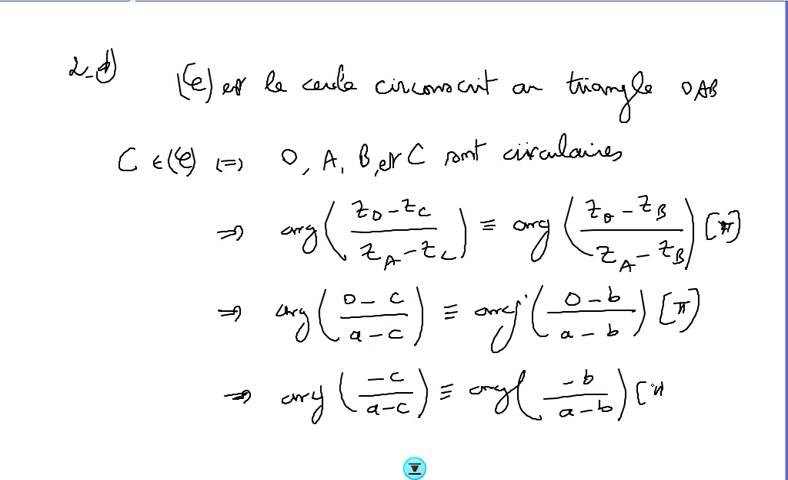 2-d) (C) est le cercle circonscrit au triangle OAB
C ∈ (C) <=> O, A, B, et C sont circulaires
=> arg( (z_O - z_C) / (z_A - z_C) ) ≡ arg( (z_O - z_B) / (z_A - z_B) ) [π]
=> arg( (0 - c) / (a - c) ) ≡ arg( (0 - b) / (a - b) ) [π]
=> arg( (-c) / (a-c) ) ≡ arg( (-b) / (a-b) ) [π